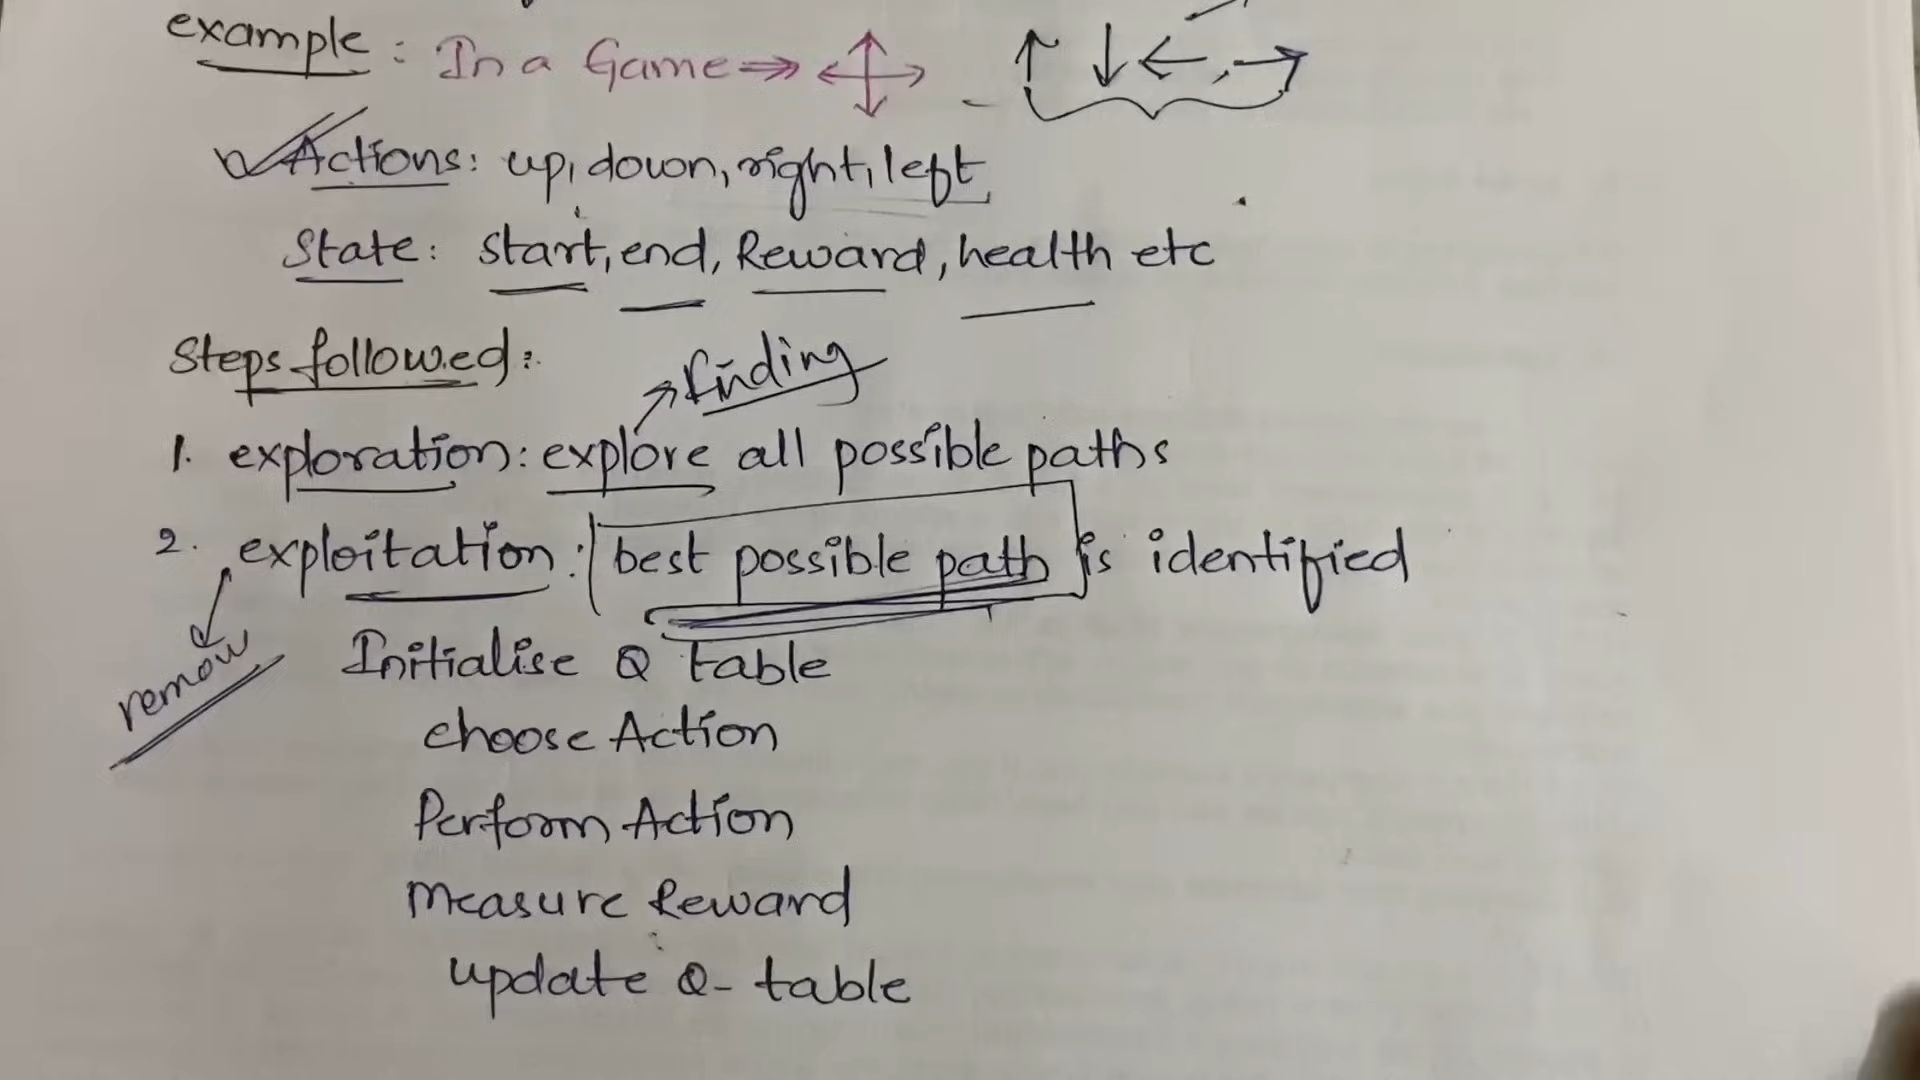 example: In a Game ⇒ ↑ ↓ ← , →
Actions: up, down, right, left
State: start, end, Reward, health etc
Steps followed:
finding
1. exploration: explore all possible paths
2. exploitation: best possible path is identified
Initialise Q table
remow
choose Action
Perform Action
Measure Reward
update Q-table